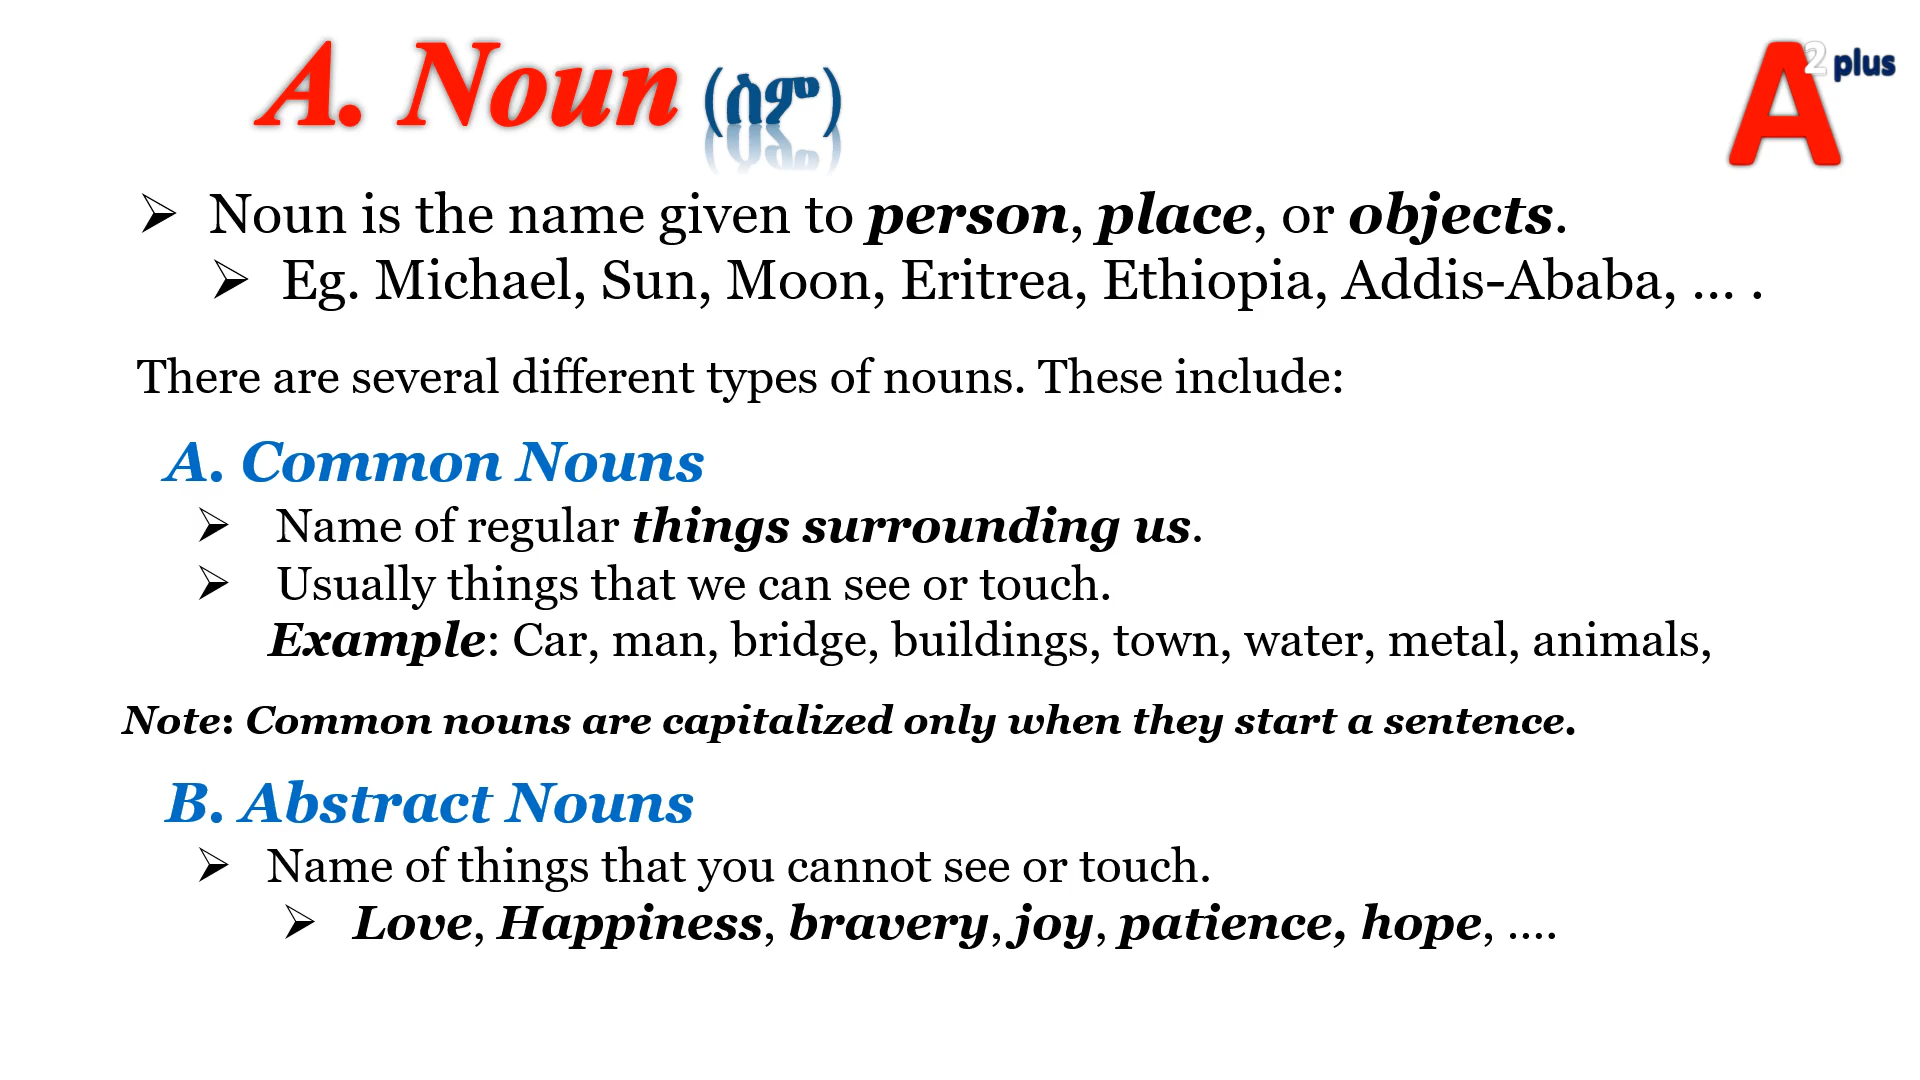 A. Noun (ስም)
A2 plus
➢ Noun is the name given to person, place, or objects.
➢ Eg. Michael, Sun, Moon, Eritrea, Ethiopia, Addis-Ababa, ... .
There are several different types of nouns. These include:
A. Common Nouns
➢ Name of regular things surrounding us.
➢ Usually things that we can see or touch.
Example: Car, man, bridge, buildings, town, water, metal, animals,
Note: Common nouns are capitalized only when they start a sentence.
B. Abstract Nouns
➢ Name of things that you cannot see or touch.
➢ Love, Happiness, bravery, joy, patience, hope, ....